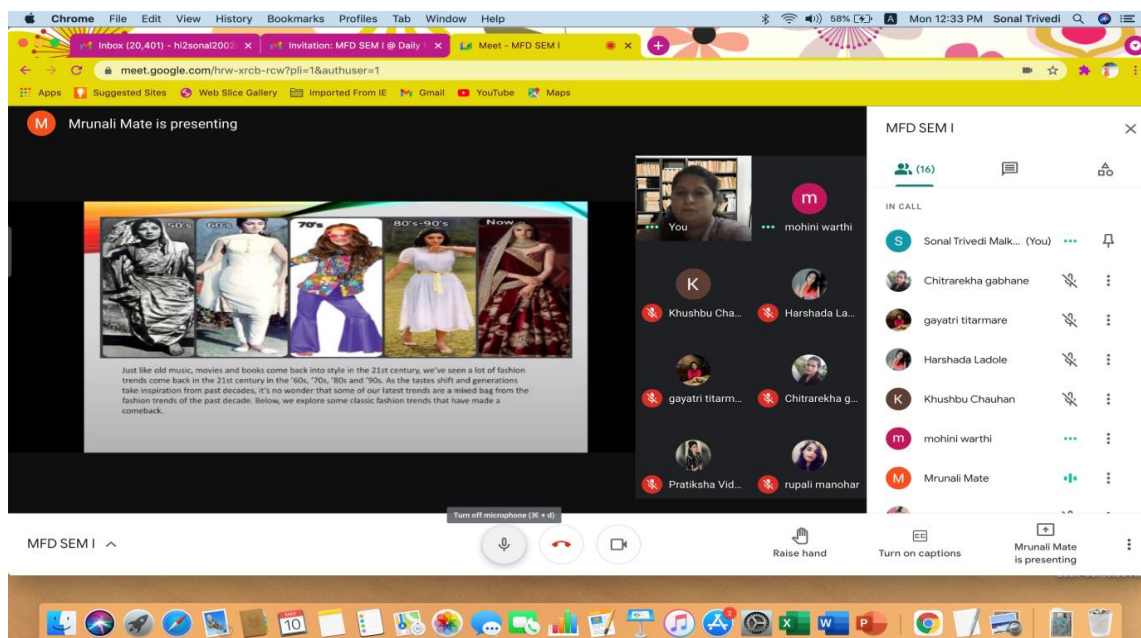 Chrome File Edit View History Bookmarks Profiles Tab Window Help 58% A Mon 12:33 PM Sonal Trivedi
Inbox (20,401) - hi2sonal2002 Invitation: MFD SEM I @ Daily Meet - MFD SEM I
meet.google.com/hrw-xrcb-rcw?pli=1&authuser=1
Apps Suggested Sites Web Slice Gallery Imported From IE Gmail YouTube Maps
M Mrunali Mate is presenting
50's 60's 70's 80's-90's Now
Just like old music, movies and books come back into style in the 21st century, we've seen a lot of fashion
trends come back in the 21st century in the '60s, '70s, '80s and '90s. As the tastes shift and generations
take inspiration from past decades, it's no wonder that some of our latest trends are a mixed bag from the
fashion trends of the past decade. Below, we explore some classic fashion trends that have made a
comeback.
You
m
mohini warthi
K
Khushbu Cha...
Harshada La...
gayatri titarm...
Chitrarekha g...
Pratiksha Vid...
rupali manohar
MFD SEM I
(16)
IN CALL
S Sonal Trivedi Malk... (You)
Chitrarekha gabhane
gayatri titarmare
Harshada Ladole
K Khushbu Chauhan
m mohini warthi
M Mrunali Mate
Turn off microphone (⌘ + d)
MFD SEM I
Raise hand
CC
Turn on captions
Mrunali Mate
is presenting
MAY
10
2
X W P